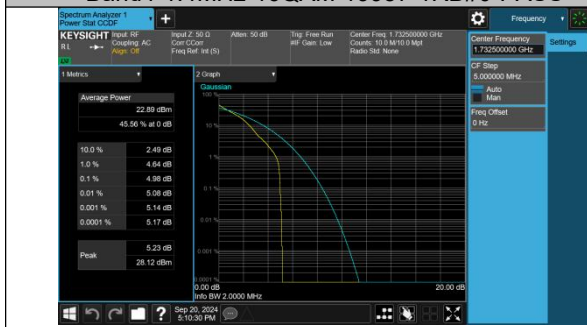 Spectrum Analyzer 1
Power Stat CCDF
+
Frequency
KEYSIGHT
Input: RF
Input Z: 50 Ω
Atten: 50 dB
Trig: Free Run
Center Freq: 1.732500000 GHz
RL
Coupling: AC
Corr CCorr
#IF Gain: Low
Counts: 10.0 M/10.0 Mpt
Align: Off
Freq Ref: Int (S)
Radio Std: None
Center Frequency
1.732500000 GHz
Settings
CF Step
5.000000 MHz
Auto
Man
Freq Offset
0 Hz
1 Metrics
2 Graph
Average Power
22.89 dBm
45.56 % at 0 dB
10.0 % 2.49 dB
1.0 % 4.64 dB
0.1 % 4.98 dB
0.01 % 5.08 dB
0.001 % 5.14 dB
0.0001 % 5.17 dB
Peak
5.23 dB
28.12 dBm
Gaussian
100 %
10 %
1 %
0.1 %
0.01 %
0.001 %
0.0001 %
0.00 dB
20.00 dB
Info BW 2.0000 MHz
Sep 20, 2024
5:10:30 PM